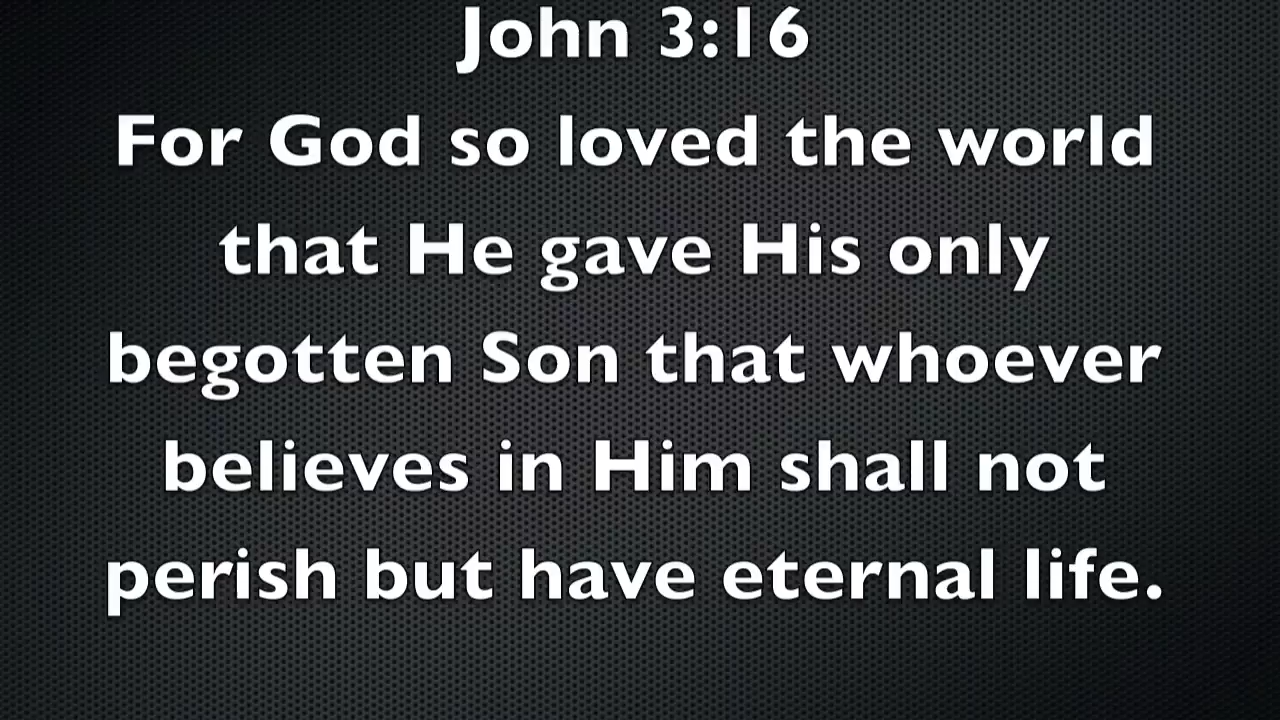 John 3:16
For God so loved the world
that He gave His only
begotten Son that whoever
believes in Him shall not
perish but have eternal life.